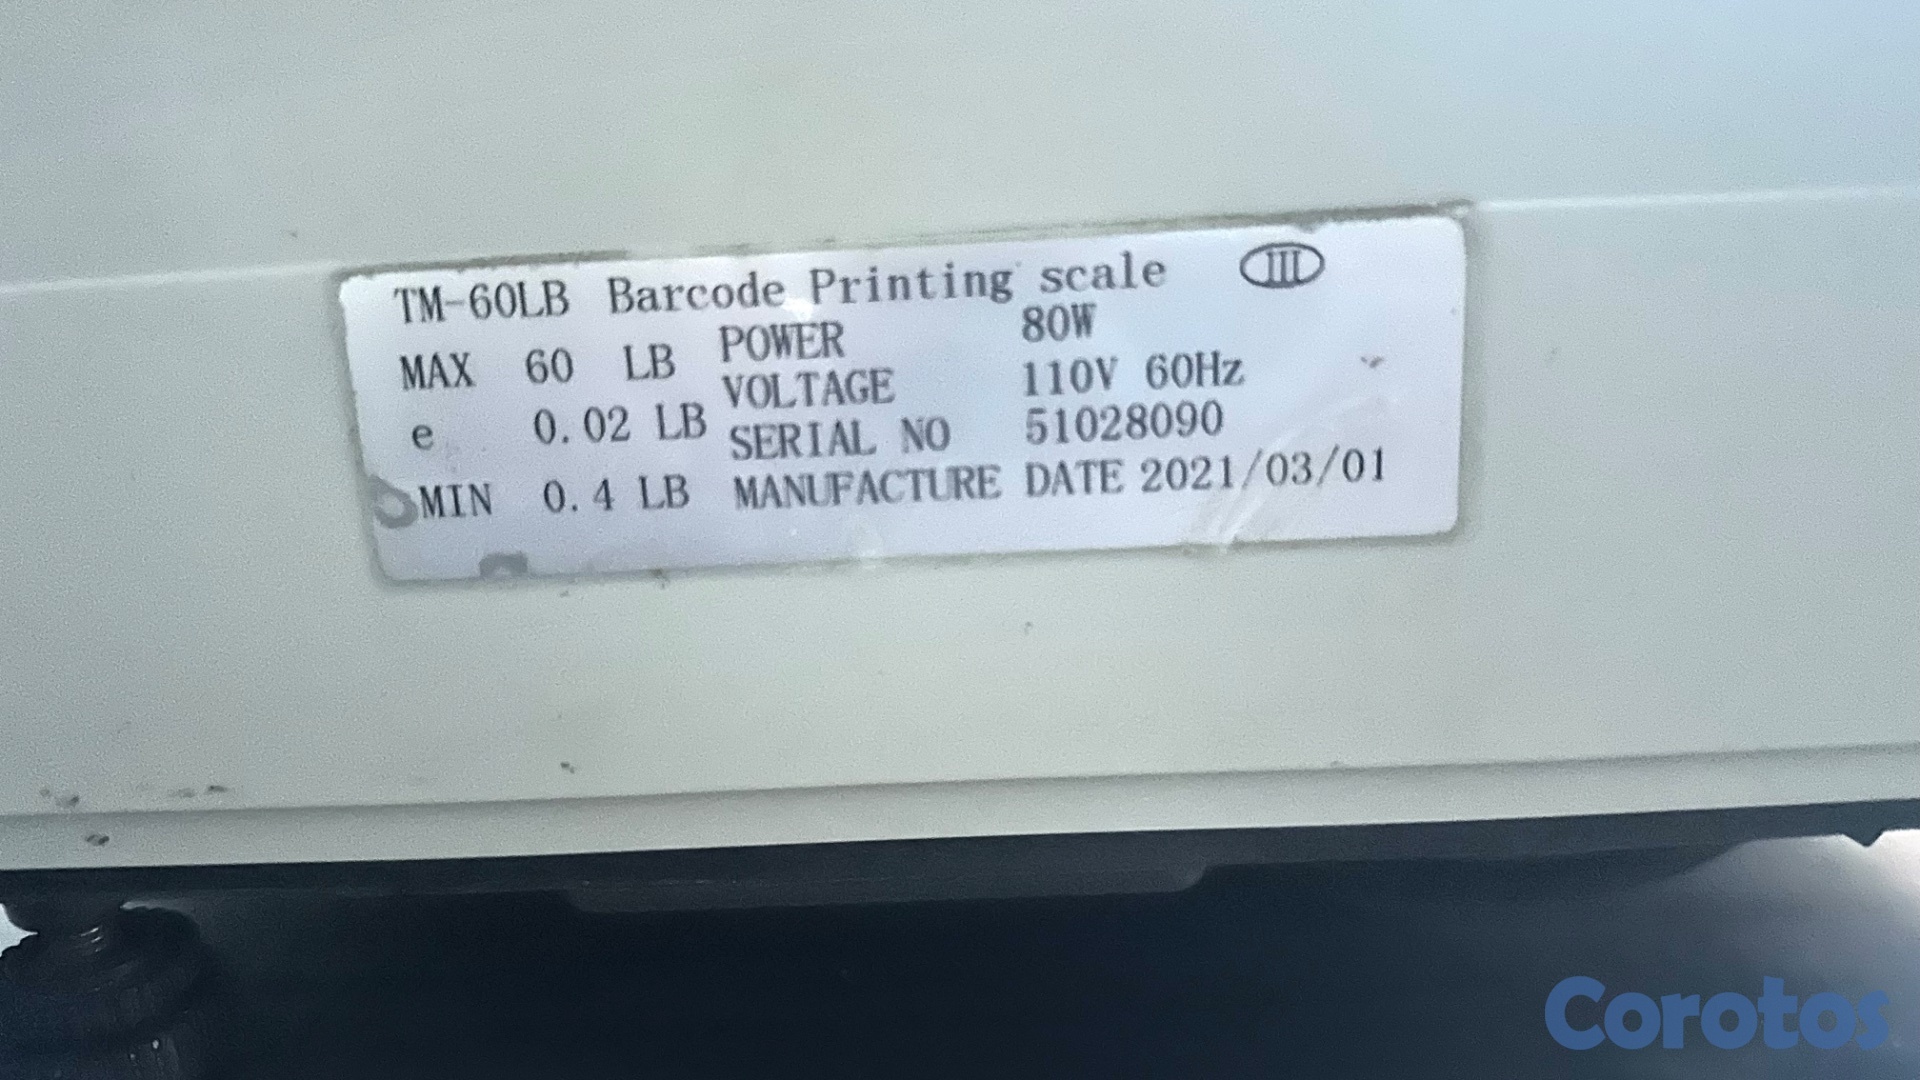 TM-60LB Barcode Printing scale III
MAX 60 LB POWER 80W
VOLTAGE 110V 60Hz
e 0.02 LB SERIAL NO 51028090
MIN 0.4 LB MANUFACTURE DATE 2021/03/01
Corotos